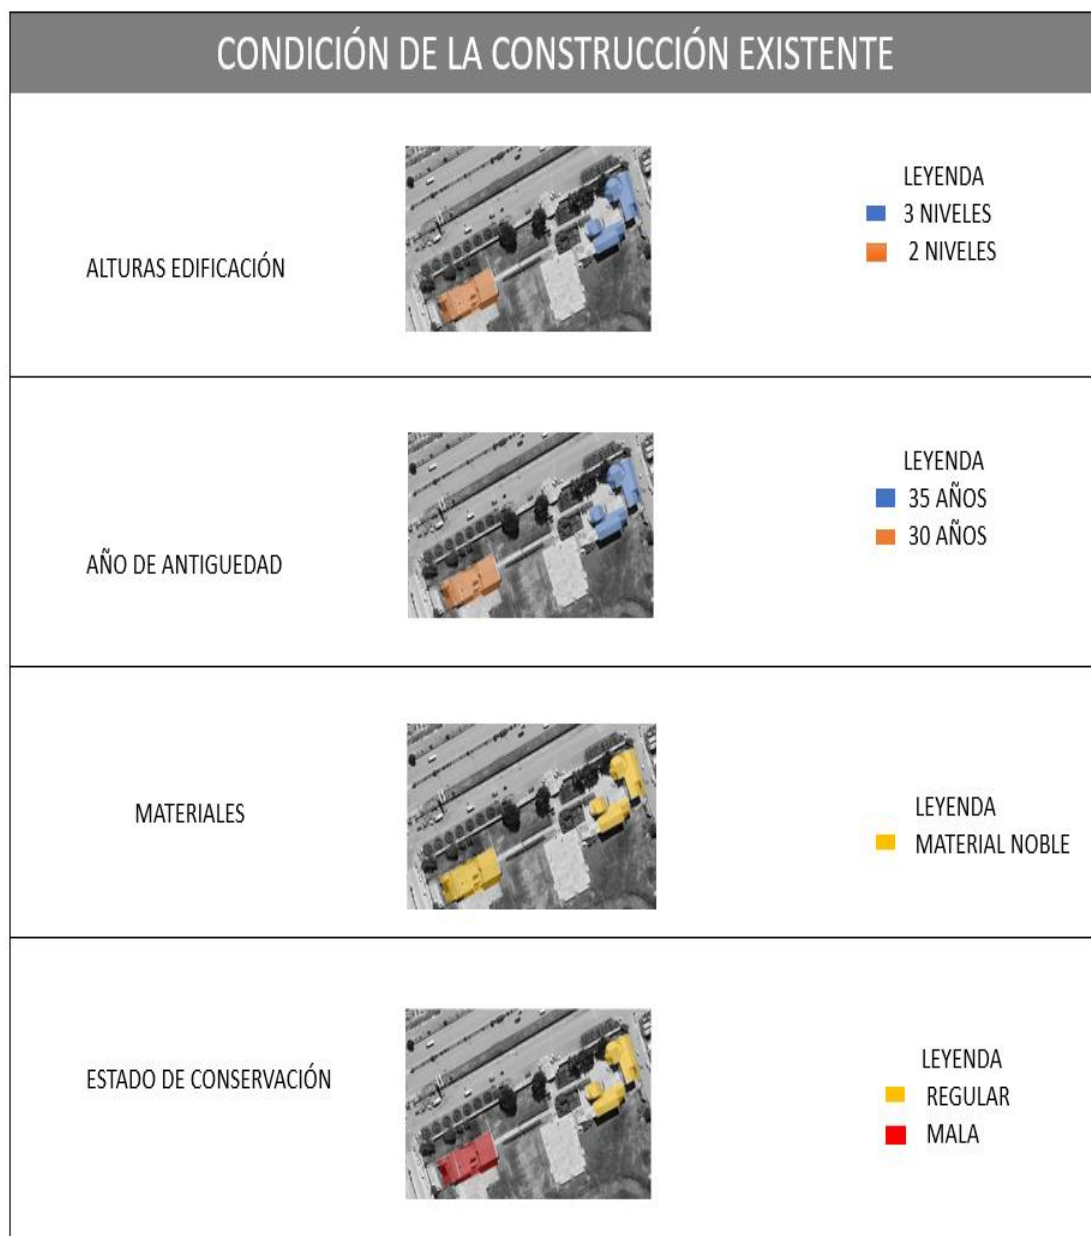 CONDICIÓN DE LA CONSTRUCCIÓN EXISTENTE
ALTURAS EDIFICACIÓN
LEYENDA
3 NIVELES
2 NIVELES
AÑO DE ANTIGUEDAD
LEYENDA
35 AÑOS
30 AÑOS
MATERIALES
LEYENDA
MATERIAL NOBLE
ESTADO DE CONSERVACIÓN
LEYENDA
REGULAR
MALA